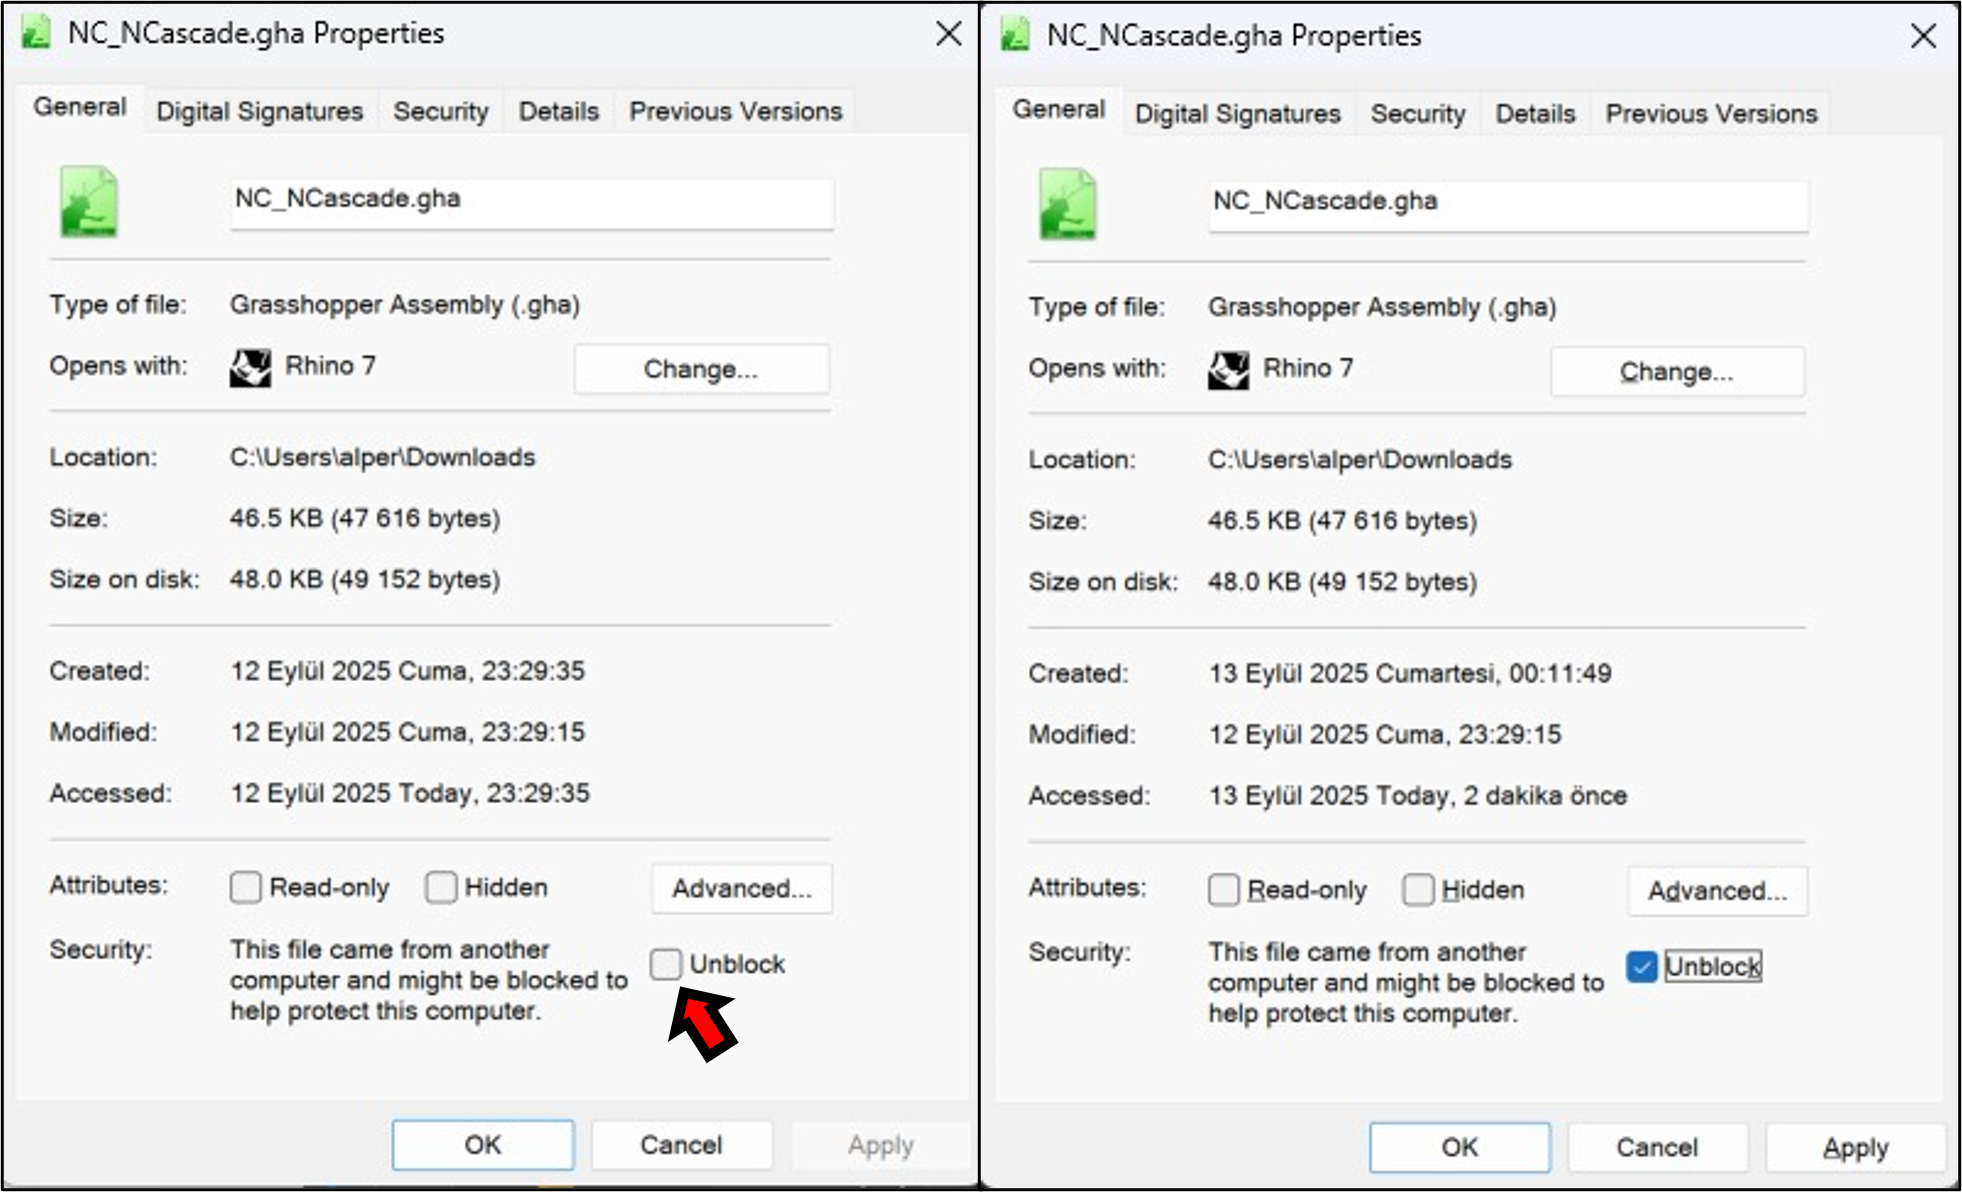 NC_NCascade.gha Properties
General Digital Signatures Security Details Previous Versions
NC_NCascade.gha
Type of file: Grasshopper Assembly (.gha)
Opens with: Rhino 7 Change...
Location: C:\Users\alper\Downloads
Size: 46.5 KB (47 616 bytes)
Size on disk: 48.0 KB (49 152 bytes)
Created: 12 Eylül 2025 Cuma, 23:29:35
Modified: 12 Eylül 2025 Cuma, 23:29:15
Accessed: 12 Eylül 2025 Today, 23:29:35
Attributes: Read-only Hidden Advanced...
Security: This file came from another
computer and might be blocked to
help protect this computer.
Unblock
OK Cancel Apply
NC_NCascade.gha Properties
General Digital Signatures Security Details Previous Versions
NC_NCascade.gha
Type of file: Grasshopper Assembly (.gha)
Opens with: Rhino 7 Change...
Location: C:\Users\alper\Downloads
Size: 46.5 KB (47 616 bytes)
Size on disk: 48.0 KB (49 152 bytes)
Created: 13 Eylül 2025 Cumartesi, 00:11:49
Modified: 12 Eylül 2025 Cuma, 23:29:15
Accessed: 13 Eylül 2025 Today, 2 dakika önce
Attributes: Read-only Hidden Advanced...
Security: This file came from another
computer and might be blocked to
help protect this computer.
Unblock
OK Cancel Apply